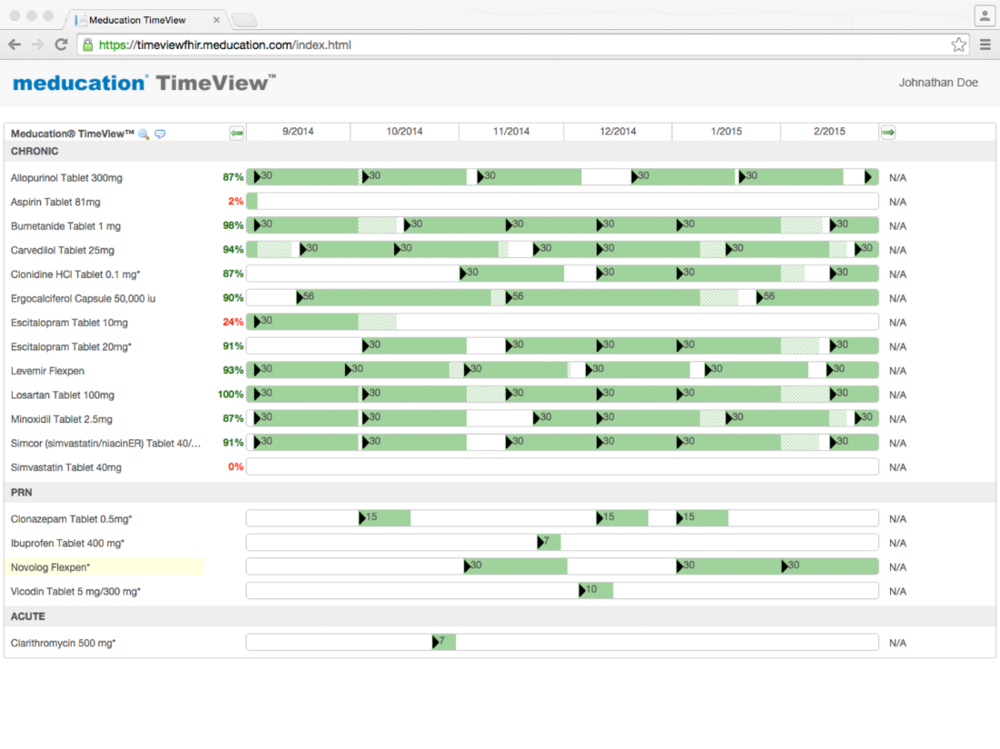 Meducation TimeView
https://timeviewfhir.meducation.com/index.html
meducation® TimeView™ Johnathan Doe
Meducation® TimeView™ 9/2014 10/2014 11/2014 12/2014 1/2015 2/2015
CHRONIC
Allopurinol Tablet 300mg 87% 30 30 30 30 30 N/A
Aspirin Tablet 81mg 2% N/A
Bumetanide Tablet 1 mg 98% 30 30 30 30 30 30 N/A
Carvedilol Tablet 25mg 94% 30 30 30 30 30 30 N/A
Clonidine HCl Tablet 0.1 mg* 87% 30 30 30 30 N/A
Ergocalciferol Capsule 50,000 iu 90% 56 56 56 N/A
Escitalopram Tablet 10mg 24% 30 N/A
Escitalopram Tablet 20mg* 91% 30 30 30 30 30 N/A
Levemir Flexpen 93% 30 30 30 30 30 30 N/A
Losartan Tablet 100mg 100% 30 30 30 30 30 30 N/A
Minoxidil Tablet 2.5mg 87% 30 30 30 30 30 30 N/A
Simcor (simvastatin/niacinER) Tablet 40/... 91% 30 30 30 30 30 30 N/A
Simvastatin Tablet 40mg 0% N/A
PRN
Clonazepam Tablet 0.5mg* 15 15 15 N/A
Ibuprofen Tablet 400 mg* 7 N/A
Novolog Flexpen* 30 30 30 N/A
Vicodin Tablet 5 mg/300 mg* 10 N/A
ACUTE
Clarithromycin 500 mg* 7 N/A